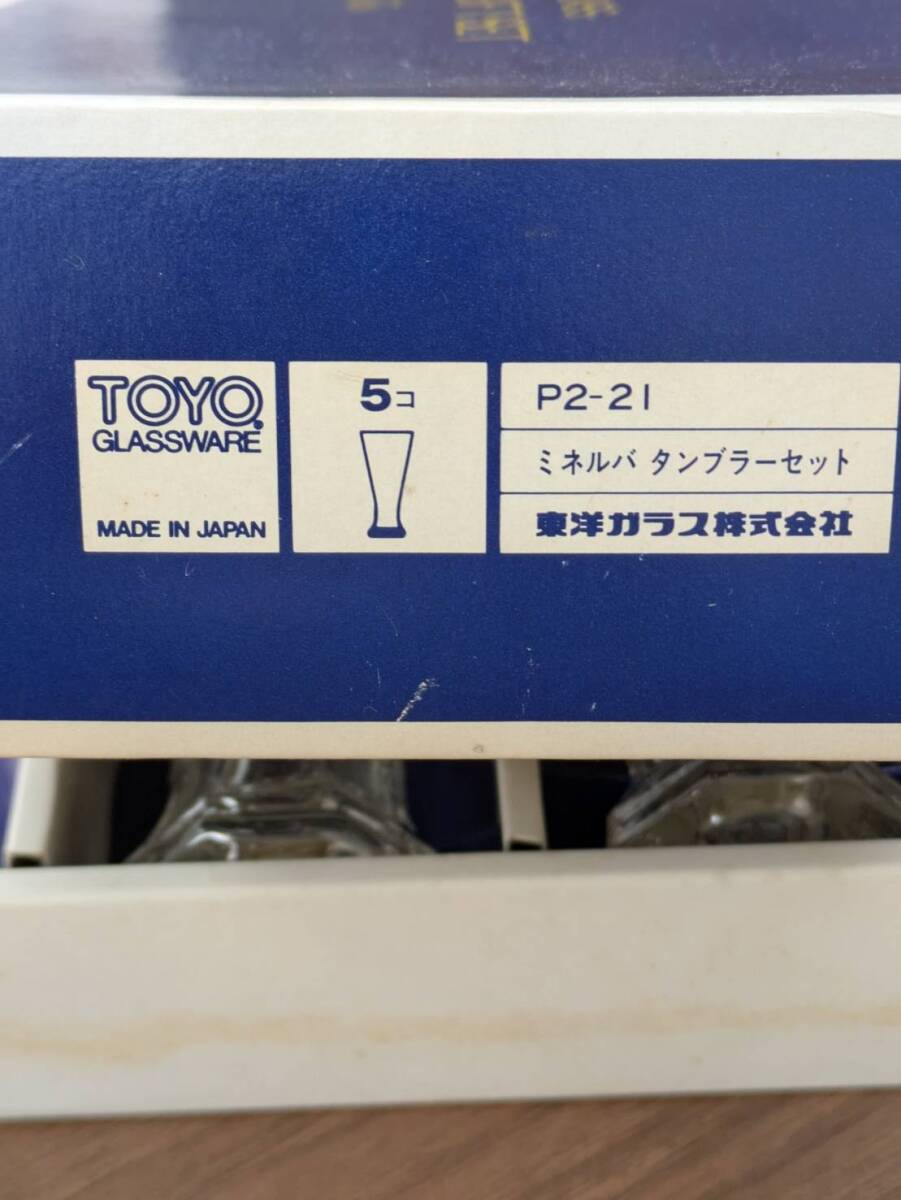 TOYO
GLASSWARE
MADE IN JAPAN
5コ
P2-21
ミネルバ タンブラーセット
東洋ガラス株式会社